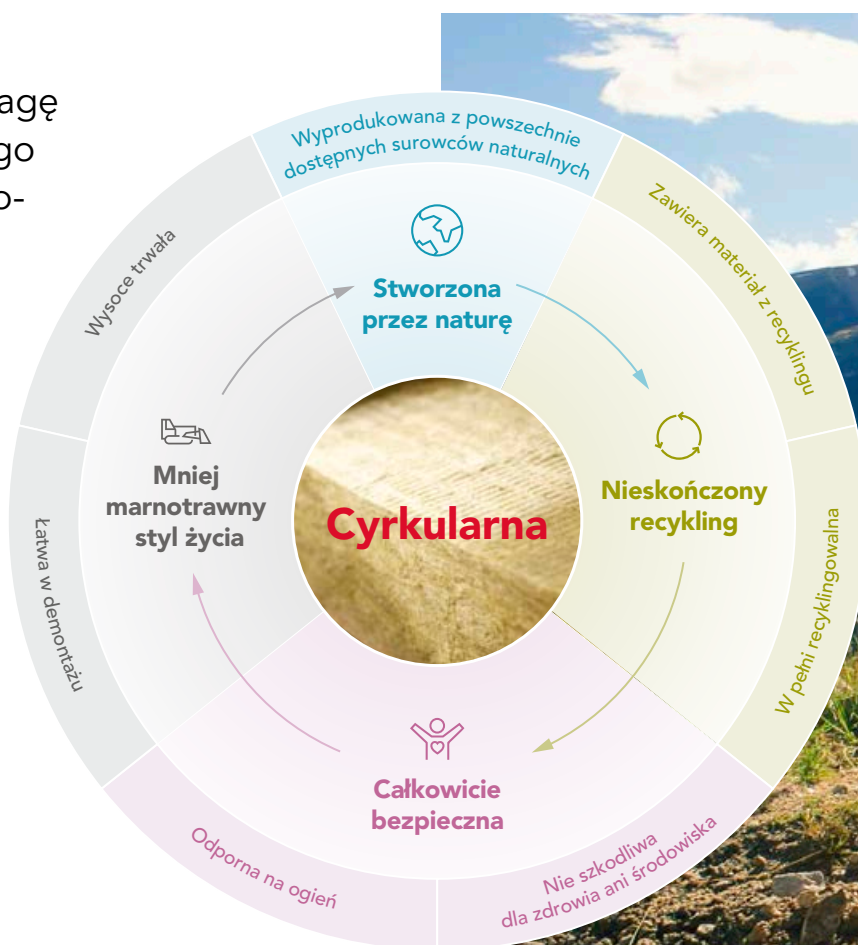 agę
go
o-
Wyprodukowana z powszechnie
dostępnych surowców naturalnych
Stworzona
przez naturę
Zawiera materiał z recyklingu
Nieskończony
recykling
W pełni recyklingowalna
Całkowicie
bezpieczna
Nie szkodliwa
dla zdrowia ani środowiska
Odporna na ogień
Mniej
marnotrawny
styl życia
Łatwa w demontażu
Wysoce trwała
Cyrkularna